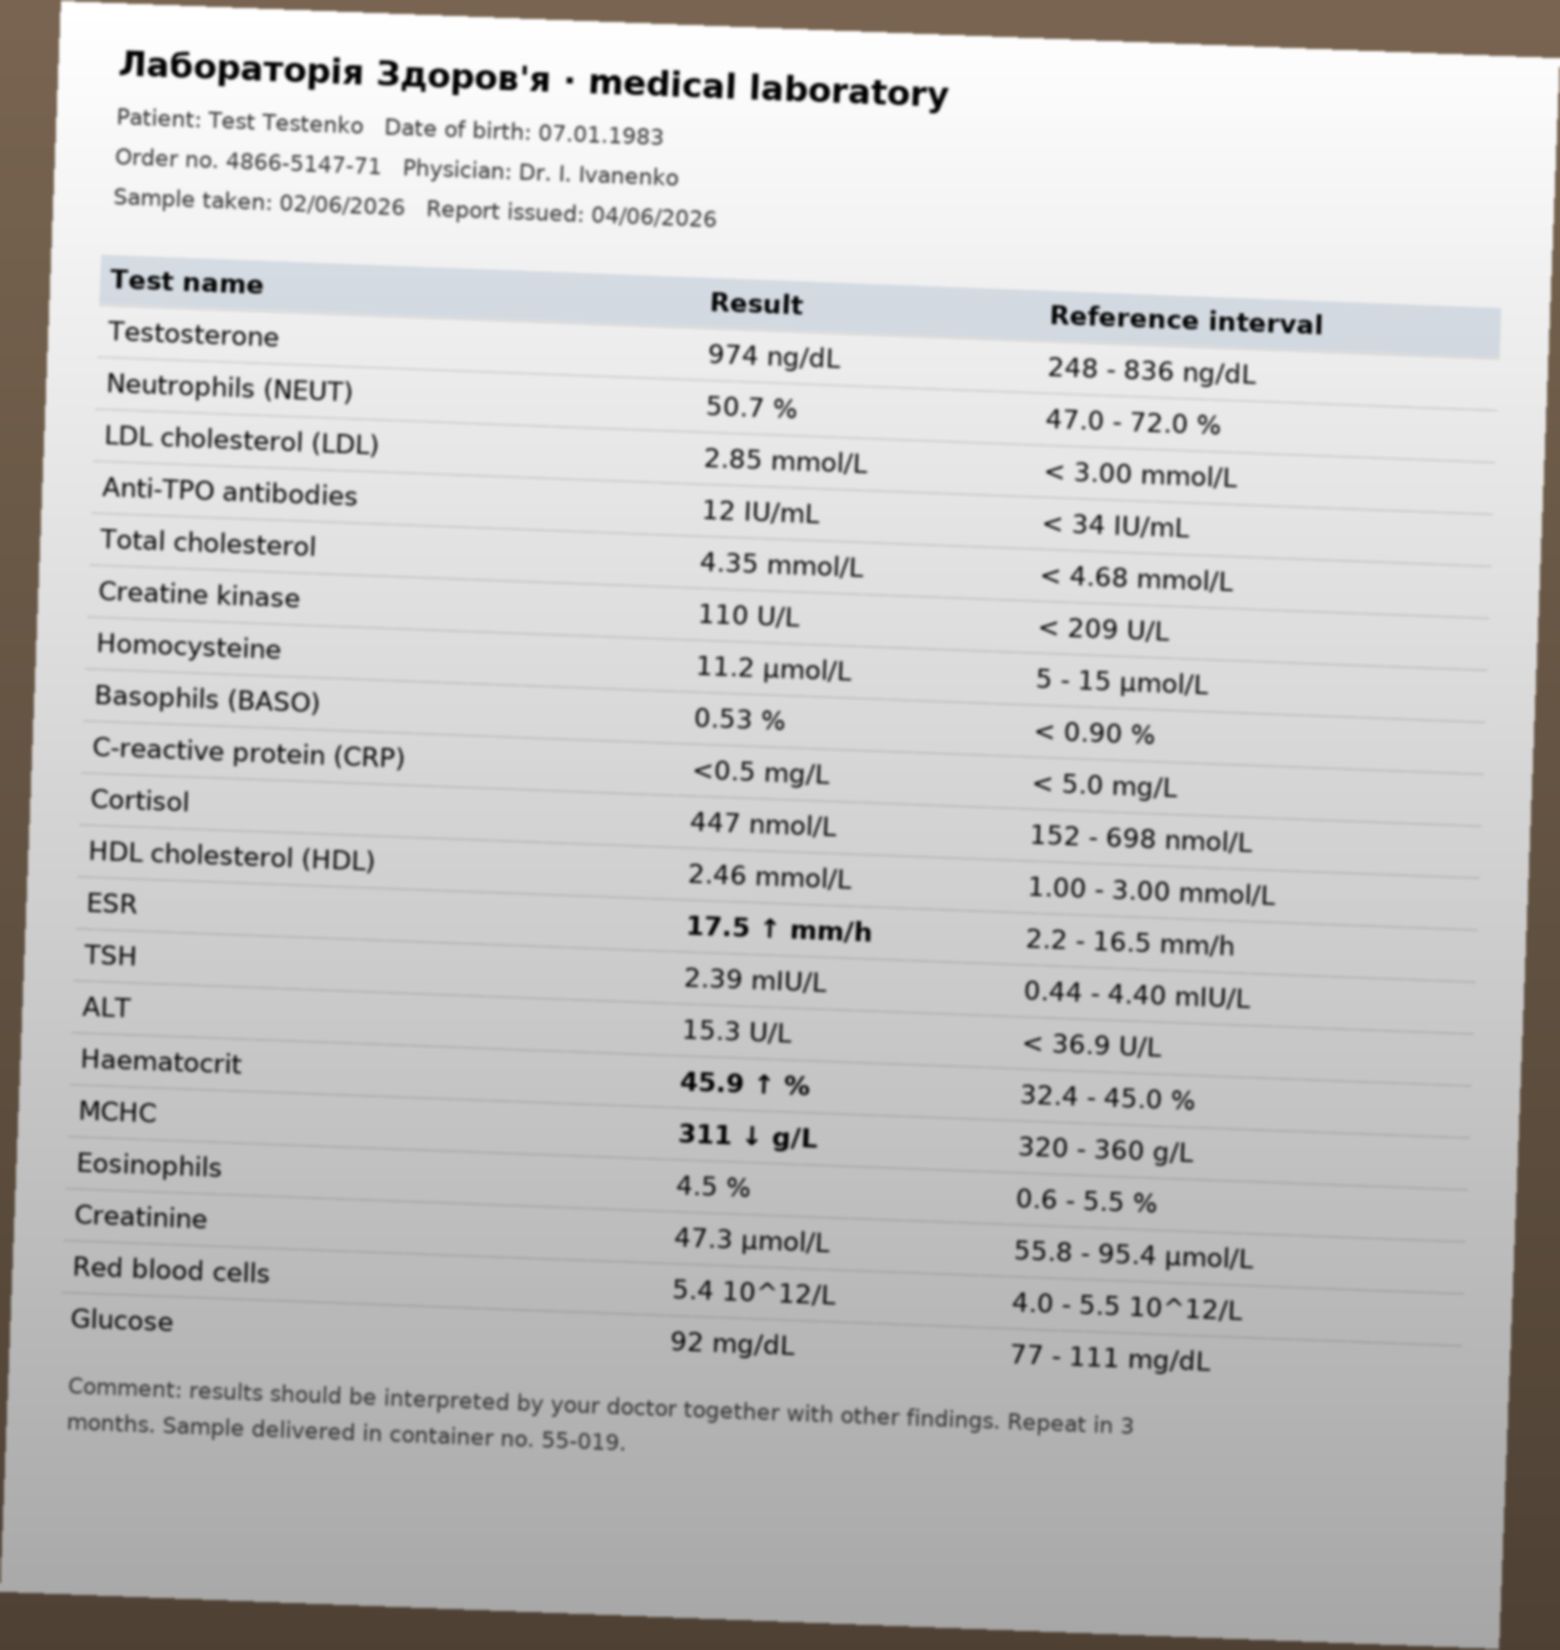 Лабораторія Здоров'я · medical laboratory
Patient: Test Testenko Date of birth: 07.01.1983
Order no. 4866-5147-71 Physician: Dr. I. Ivanenko
Sample taken: 02/06/2026 Report issued: 04/06/2026
Test name Result Reference interval
Testosterone 974 ng/dL 248 - 836 ng/dL
Neutrophils (NEUT) 50.7 % 47.0 - 72.0 %
LDL cholesterol (LDL) 2.85 mmol/L < 3.00 mmol/L
Anti-TPO antibodies 12 IU/mL < 34 IU/mL
Total cholesterol 4.35 mmol/L < 4.68 mmol/L
Creatine kinase 110 U/L < 209 U/L
Homocysteine 11.2 µmol/L 5 - 15 µmol/L
Basophils (BASO) 0.53 % < 0.90 %
C-reactive protein (CRP) <0.5 mg/L < 5.0 mg/L
Cortisol 447 nmol/L 152 - 698 nmol/L
HDL cholesterol (HDL) 2.46 mmol/L 1.00 - 3.00 mmol/L
ESR 17.5 ↑ mm/h 2.2 - 16.5 mm/h
TSH 2.39 mIU/L 0.44 - 4.40 mIU/L
ALT 15.3 U/L < 36.9 U/L
Haematocrit 45.9 ↑ % 32.4 - 45.0 %
MCHC 311 ↓ g/L 320 - 360 g/L
Eosinophils 4.5 % 0.6 - 5.5 %
Creatinine 47.3 µmol/L 55.8 - 95.4 µmol/L
Red blood cells 5.4 10^12/L 4.0 - 5.5 10^12/L
Glucose 92 mg/dL 77 - 111 mg/dL
Comment: results should be interpreted by your doctor together with other findings. Repeat in 3
months. Sample delivered in container no. 55-019.